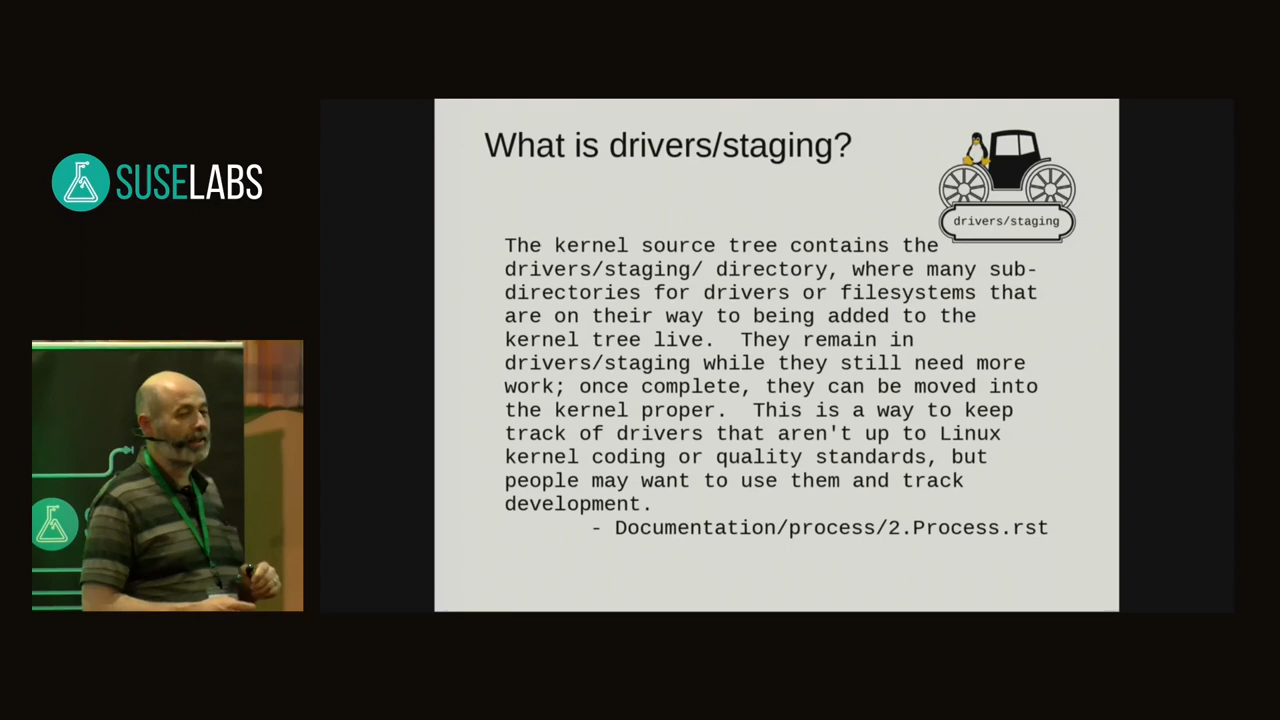 SUSELABS
What is drivers/staging?
drivers/staging
The kernel source tree contains the
drivers/staging/ directory, where many sub-
directories for drivers or filesystems that
are on their way to being added to the
kernel tree live.  They remain in
drivers/staging while they still need more
work; once complete, they can be moved into
the kernel proper.  This is a way to keep
track of drivers that aren't up to Linux
kernel coding or quality standards, but
people may want to use them and track
development.
- Documentation/process/2.Process.rst